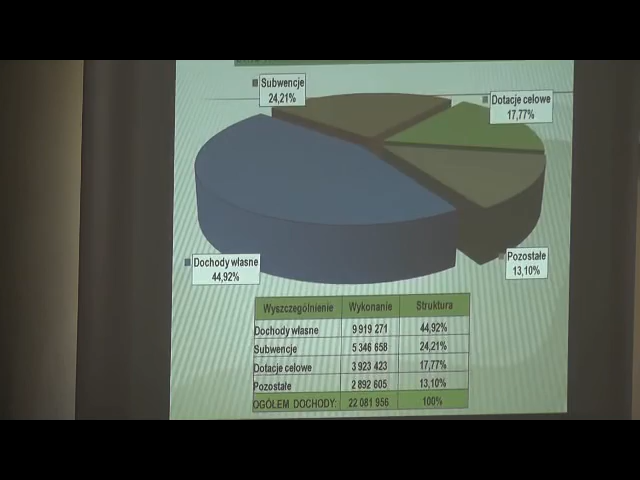 Subwencje
24,21%
Dotacje celowe
17,77%
Dochody własne
44,92%
Pozostałe
13,10%
Wyszczególnienie Wykonanie Struktura
Dochody własne 9 919 271 44,92%
Subwencje 5 346 658 24,21%
Dotacje celowe 3 923 423 17,77%
Pozostałe 2 892 605 13,10%
OGÓŁEM DOCHODY: 22 081 956 100%